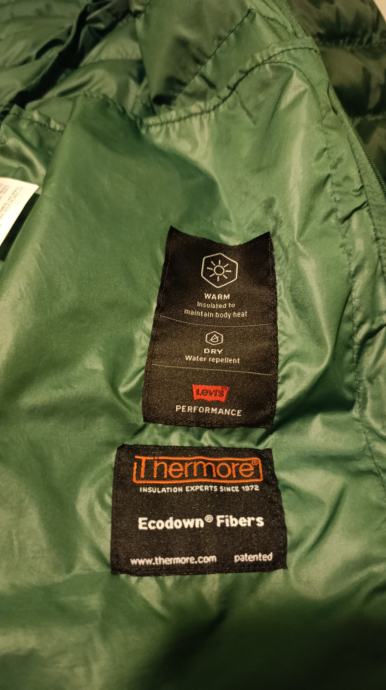 WARM
Insulated to
maintain body heat
DRY
Water repellent
Levi's
PERFORMANCE
Thermore®
INSULATION EXPERTS SINCE 1972
Ecodown® Fibers
www.thermore.com patented